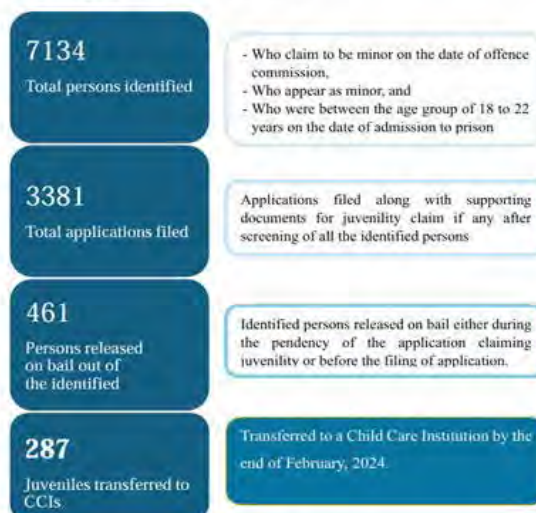 7134
Total persons identified
- Who claim to be minor on the date of offence
commission,
- Who appear as minor, and
- Who were between the age group of 18 to 22
years on the date of admission to prison
3381
Total applications filed
Applications filed along with supporting
documents for juvenility claim if any after
screening of all the identified persons
461
Persons released
on bail out of
the identified
Identified persons released on bail either during
the pendency of the application claiming
juvenility or before the filing of application.
287
Juveniles transferred to
CCIs
Transferred to a Child Care Institution by the
end of February, 2024.